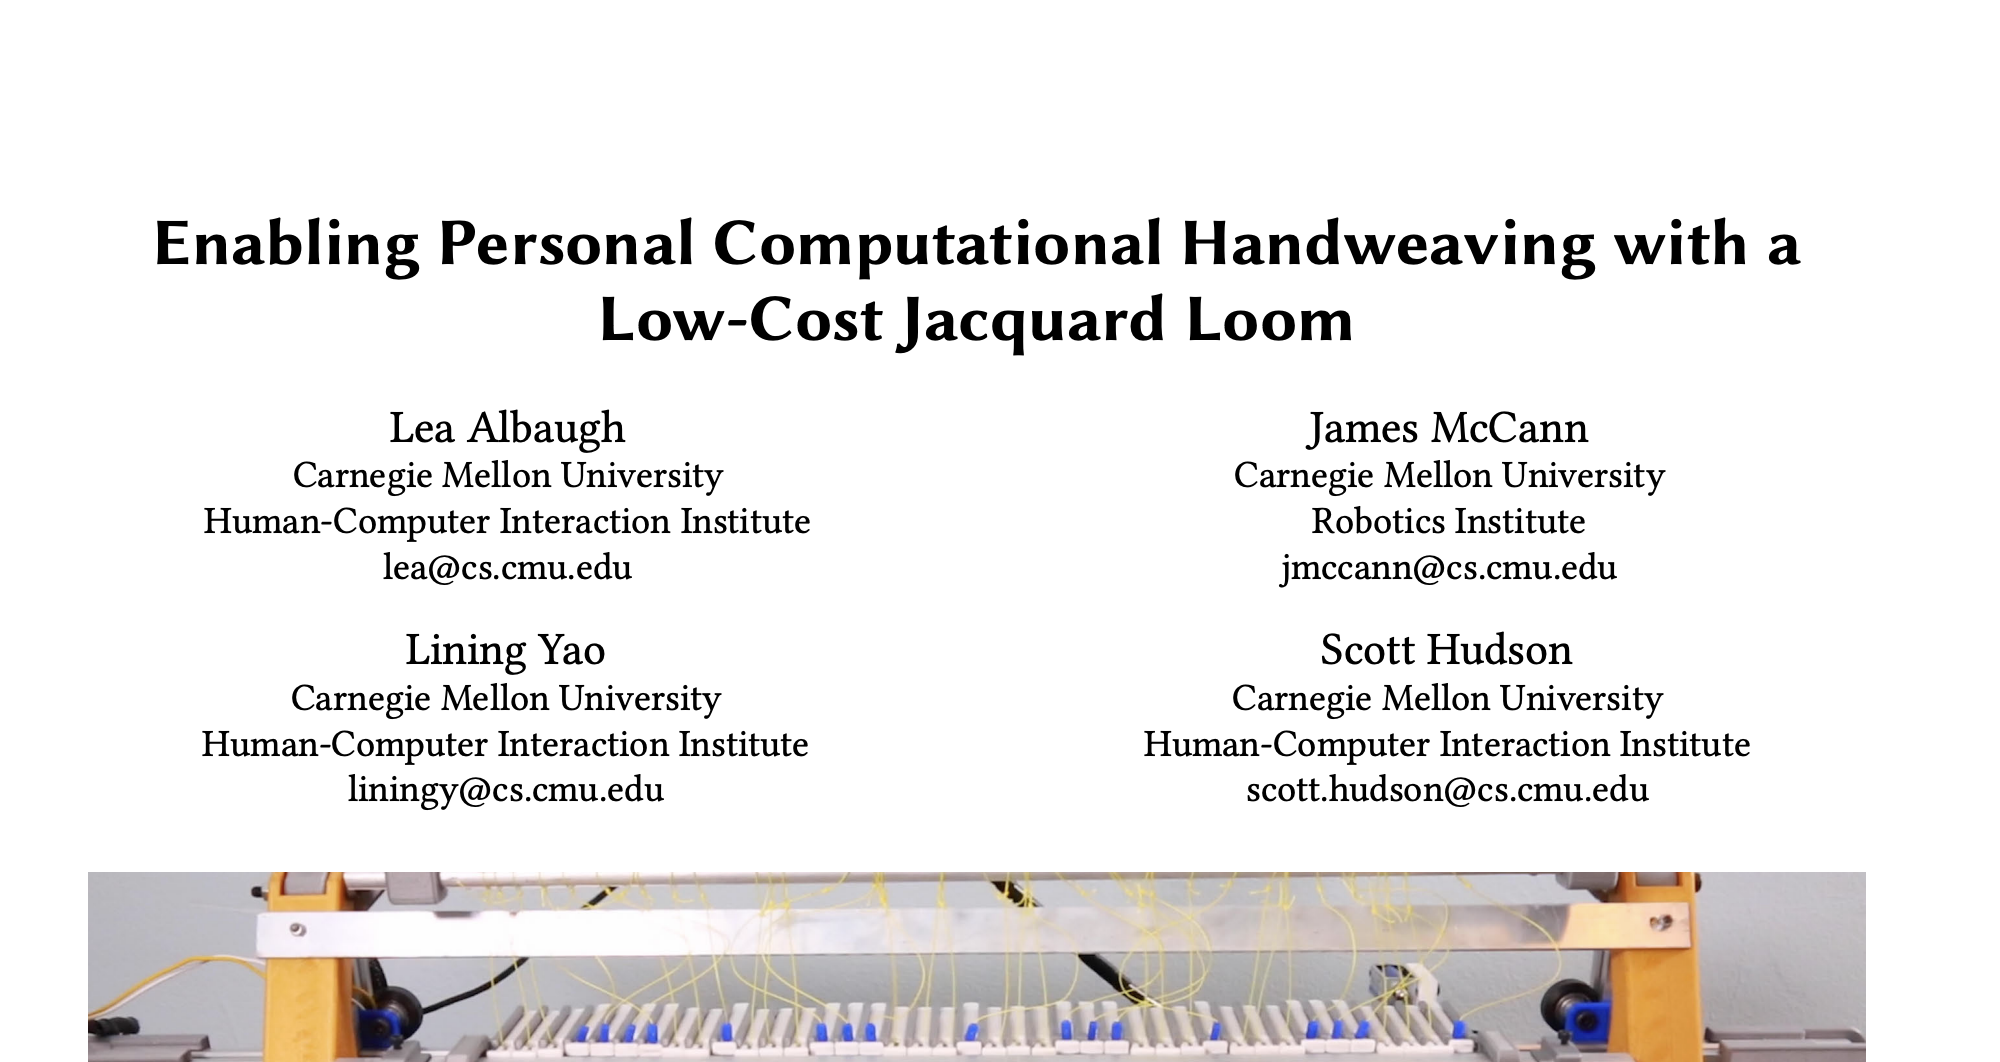 Enabling Personal Computational Handweaving with a
Low-Cost Jacquard Loom
Lea Albaugh
Carnegie Mellon University
Human-Computer Interaction Institute
lea@cs.cmu.edu
James McCann
Carnegie Mellon University
Robotics Institute
jmccann@cs.cmu.edu
Lining Yao
Carnegie Mellon University
Human-Computer Interaction Institute
liningy@cs.cmu.edu
Scott Hudson
Carnegie Mellon University
Human-Computer Interaction Institute
scott.hudson@cs.cmu.edu